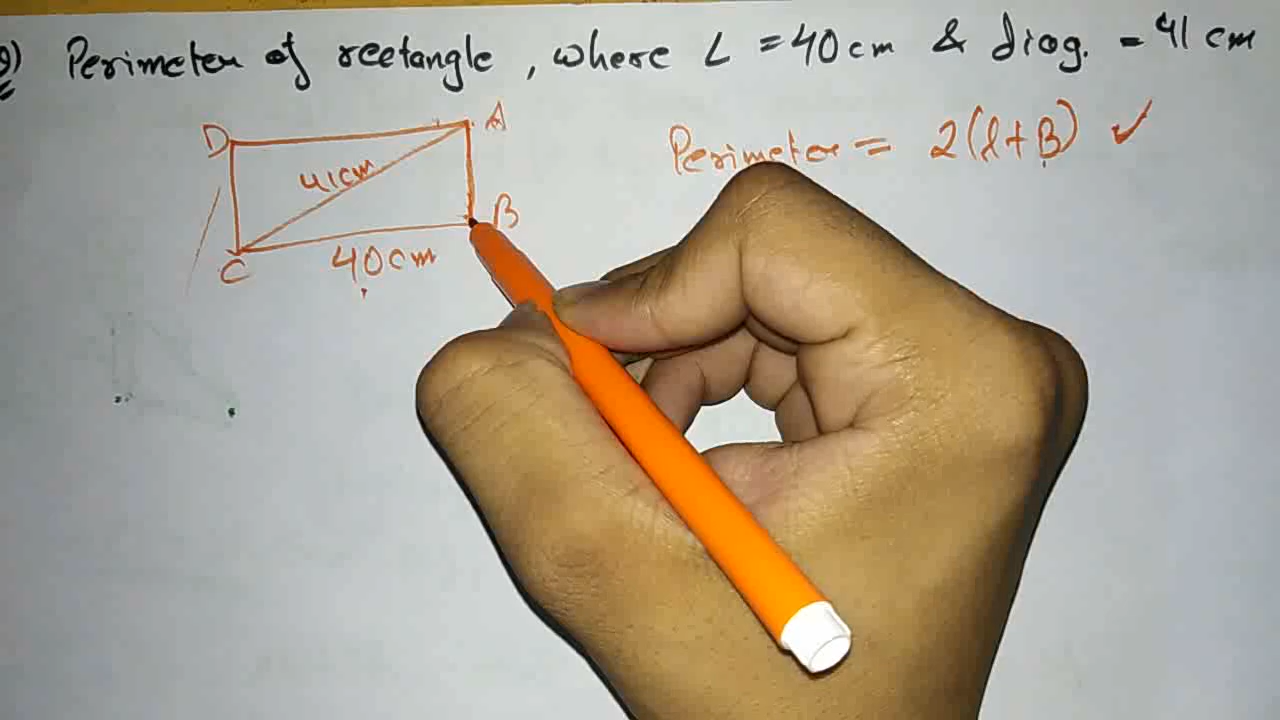 Q) Perimeter of rectangle, where L = 40 cm & diag. = 41 cm
D A
41cm
Perimeter = 2(l+B) ✓
B
C
40cm